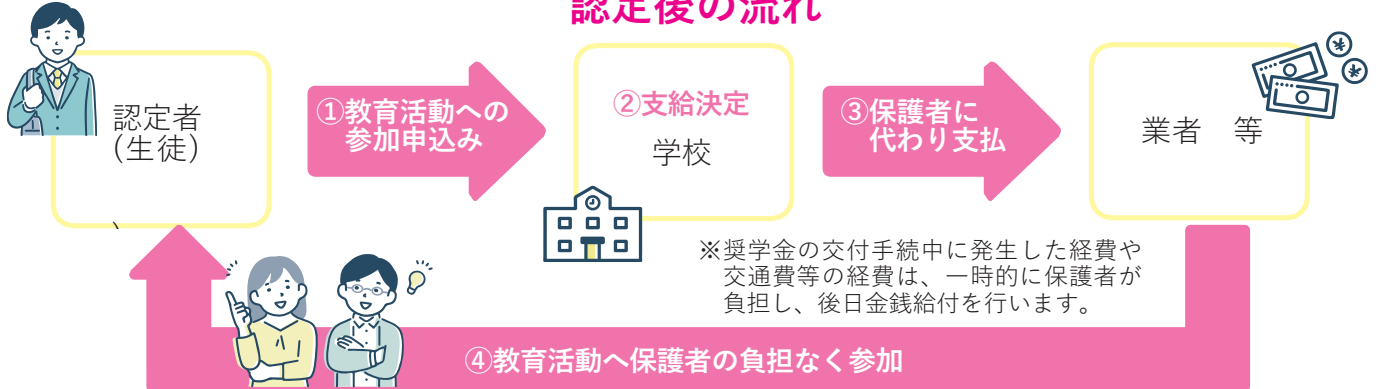 認定後の流れ
認定者
(生徒)
、
①教育活動への
参加申込み
②支給決定
学校
③保護者に
代わり支払
業者　等
※奨学金の交付手続中に発生した経費や
交通費等の経費は、一時的に保護者が
負担し、後日金銭給付を行います。
④教育活動へ保護者の負担なく参加